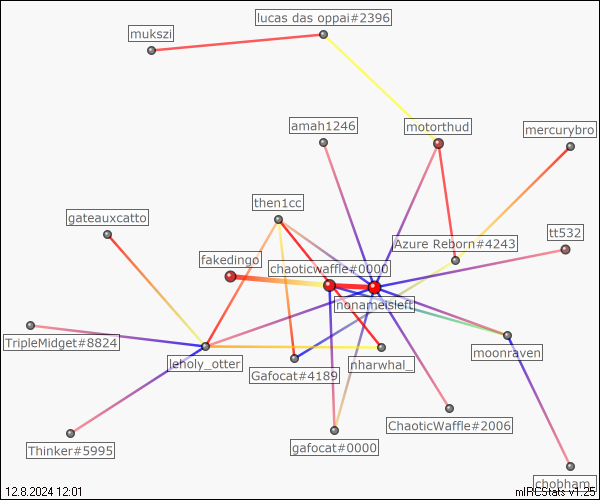 lucas das oppai#2396
mukszi
amah1246
motorthud
mercurybro
then1cc
gateauxcatto
tt532
Azure Reborn#4243
fakedingo
chaoticwaffle#0000
nonameisleft
TripleMidget#8824
moonraven
leholy_otter
nharwhal_
Gafocat#4189
ChaoticWaffle#2006
gafocat#0000
Thinker#5995
chobham_
12.8.2024 12:01
mIRCStats v1.25